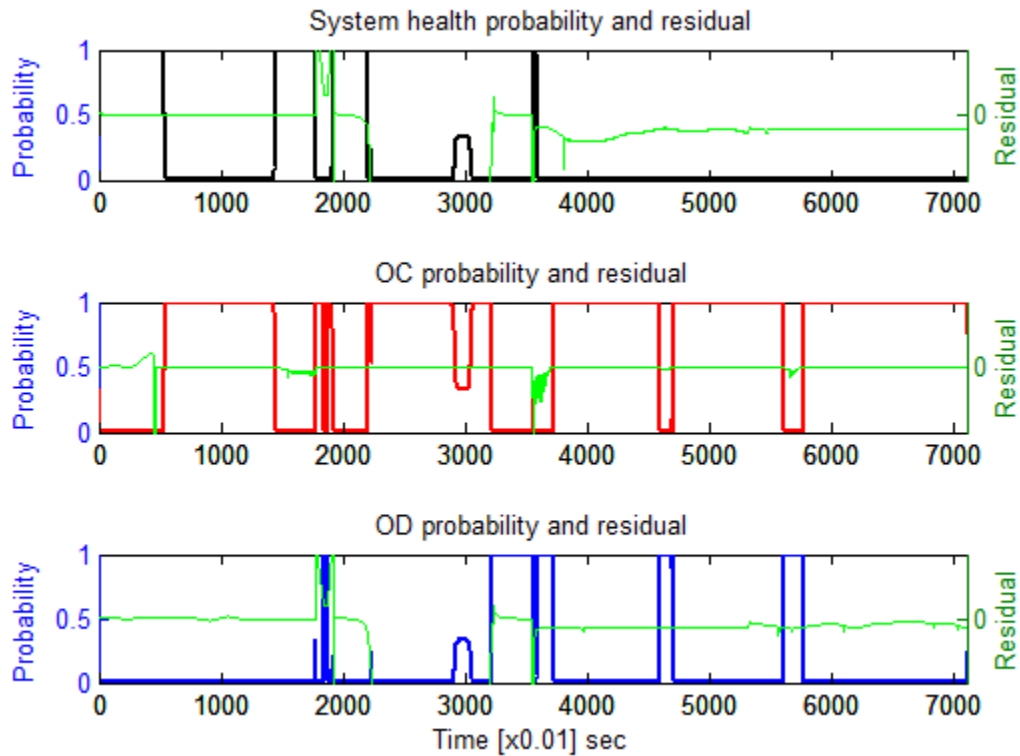 System health probability and residual
1
0.5
0
Probability
0
Residual
0 1000 2000 3000 4000 5000 6000 7000
OC probability and residual
1
0.5
0
Probability
0
Residual
0 1000 2000 3000 4000 5000 6000 7000
OD probability and residual
1
0.5
0
Probability
0
Residual
0 1000 2000 3000 4000 5000 6000 7000
Time [x0.01] sec